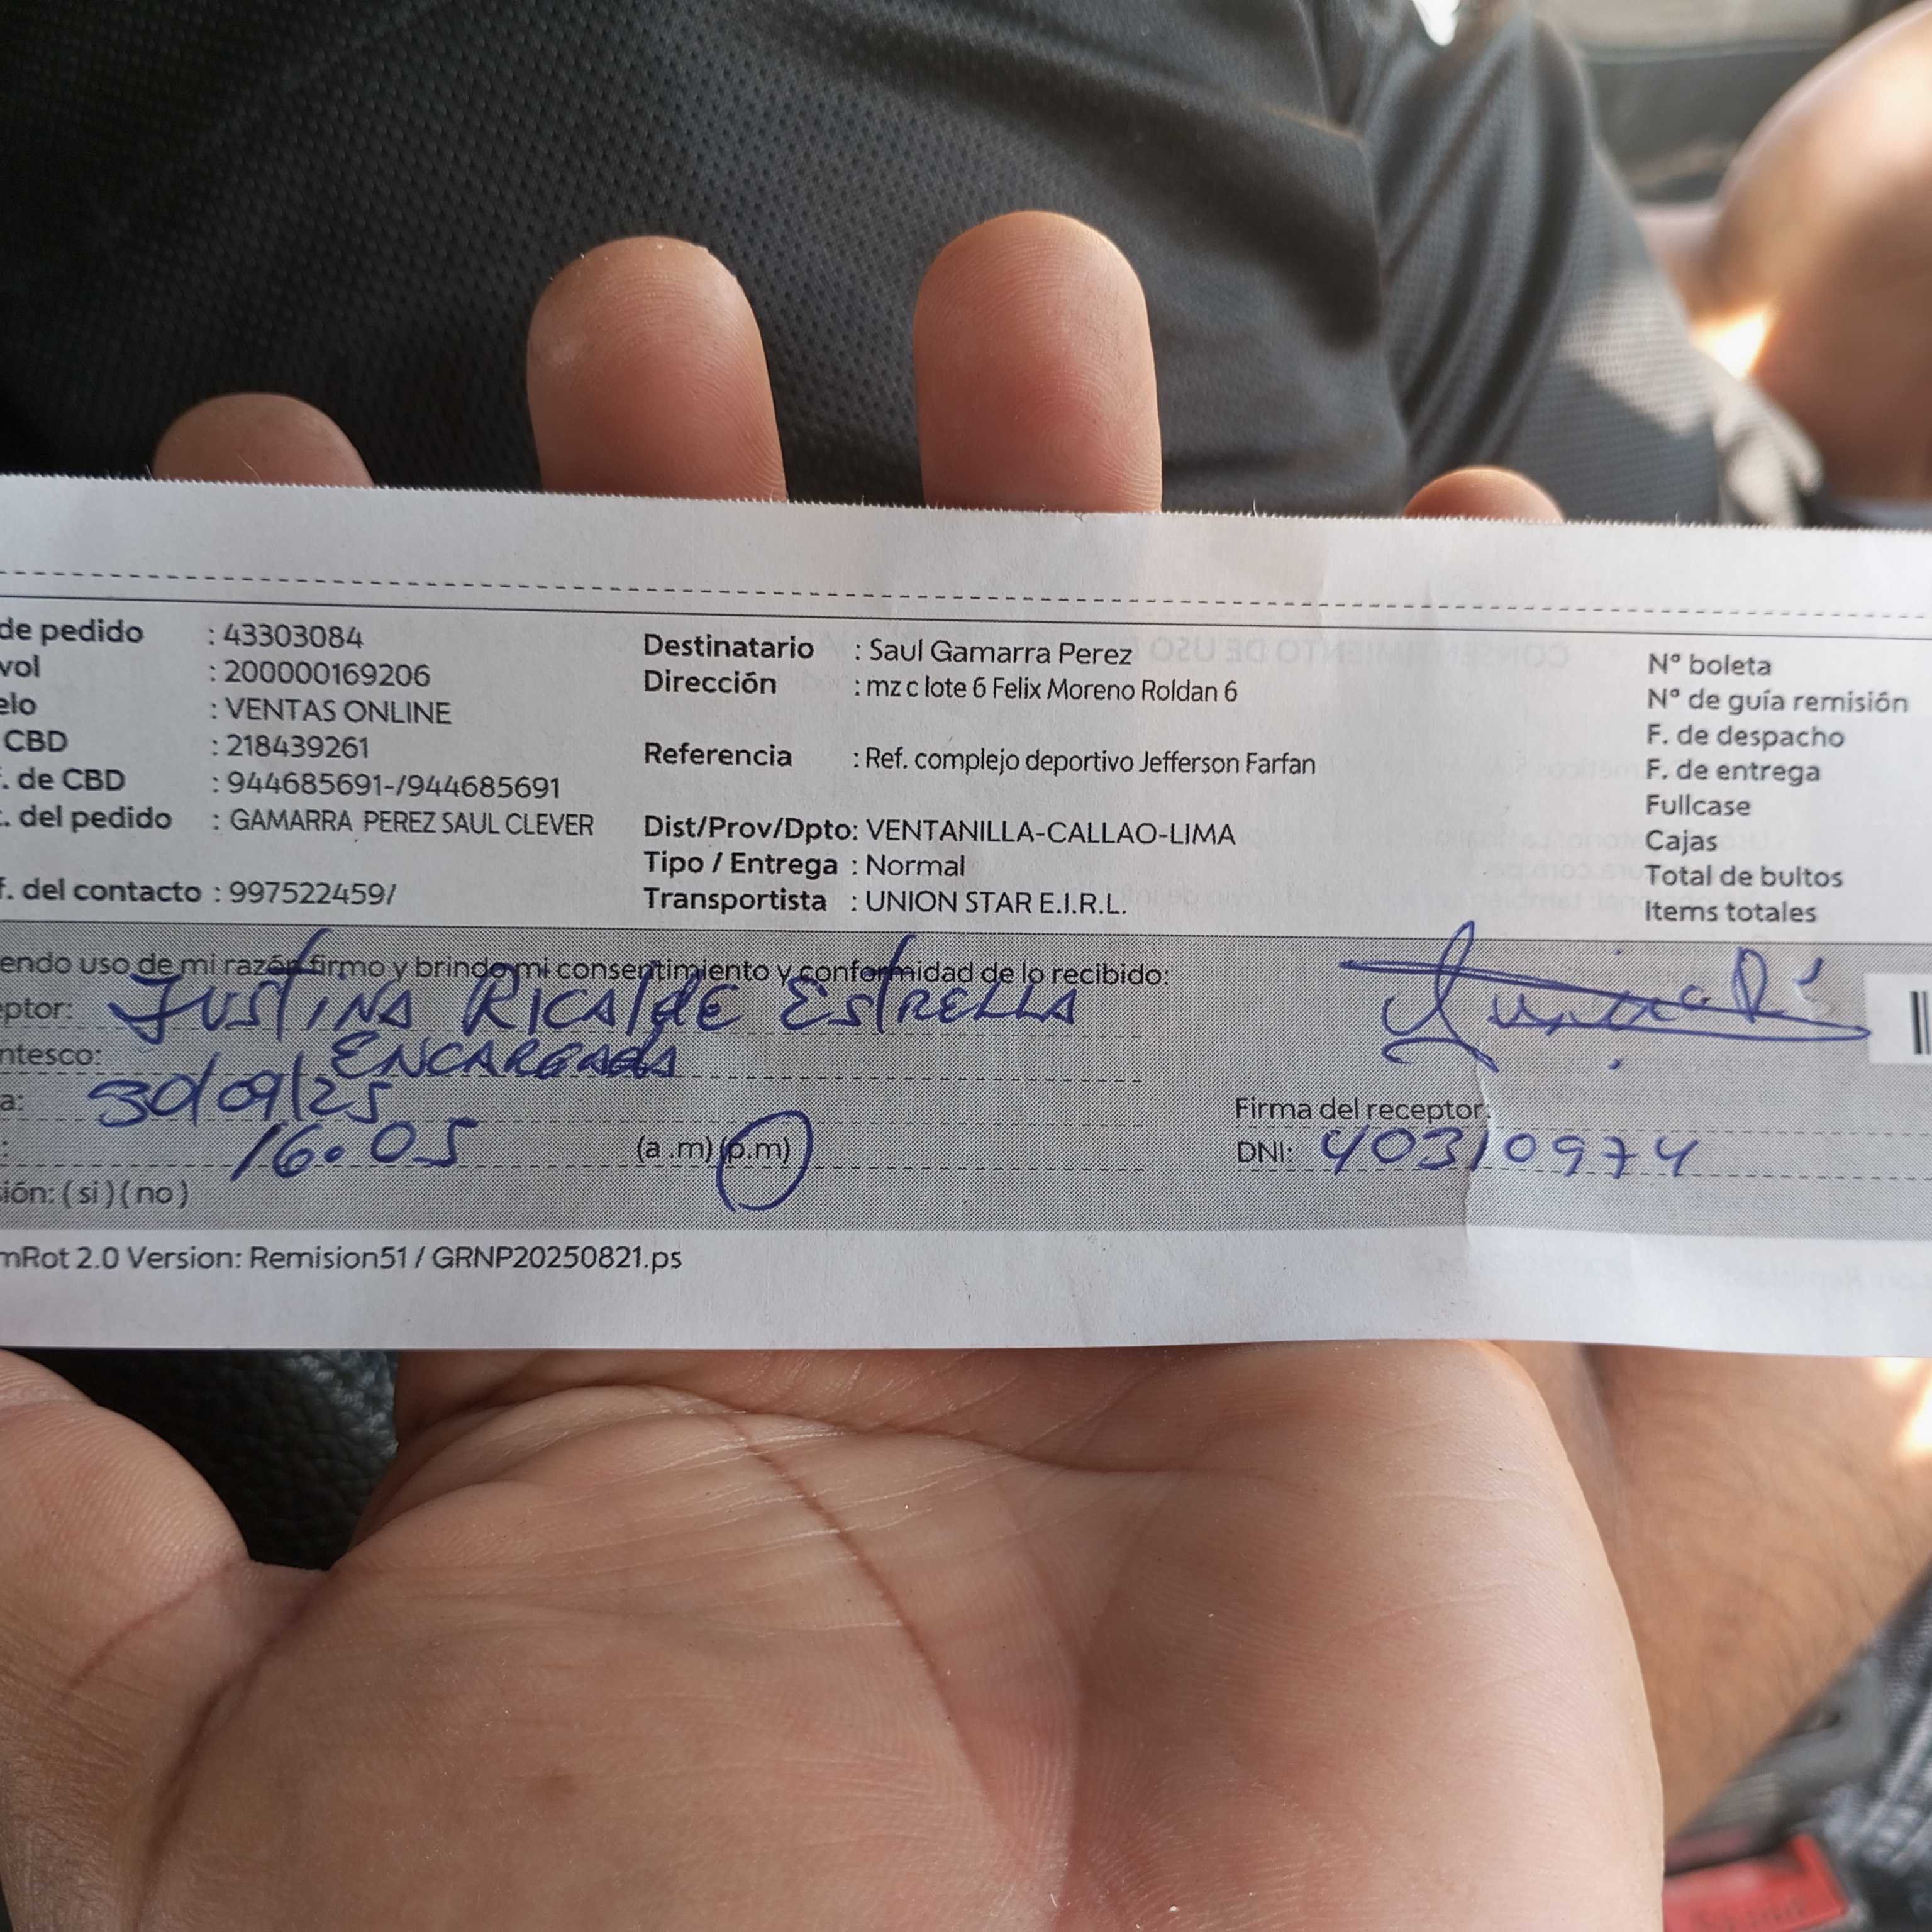 de pedido : 43303084
vol : 200000169206
elo : VENTAS ONLINE
CBD : 218439261
f. de CBD : 944685691-/944685691
t. del pedido : GAMARRA PEREZ SAUL CLEVER
f. del contacto : 997522459/
Destinatario : Saul Gamarra Perez
Dirección : mz c lote 6 Felix Moreno Roldan 6
Referencia : Ref. complejo deportivo Jefferson Farfan
Dist/Prov/Dpto: VENTANILLA-CALLAO-LIMA
Tipo / Entrega : Normal
Transportista : UNION STAR E.I.R.L.
Nº boleta
Nº de guía remisión
F. de despacho
F. de entrega
Fullcase
Cajas
Total de bultos
Items totales
endo uso de mi razón firmo y brindo mi consentimiento y conformidad de lo recibido:
ptor: JUSTINA RICALDE ESTRELLA
ntesco: ENCARGADA
a: 30/09/25
: 16:05 (a .m) (p.m)
sión: ( si ) ( no )
Firma del receptor:
DNI: 40310974
mRot 2.0 Version: Remision51 / GRNP20250821.ps